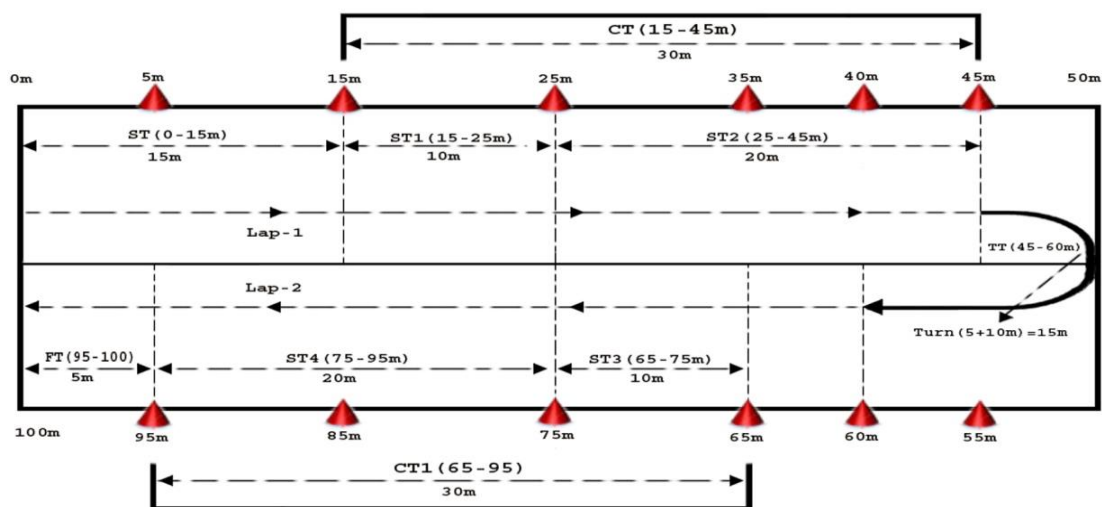 CT(15-45m)
30m
0m 5m 15m 25m 35m 40m 45m 50m
ST(0-15m) ST1(15-25m) ST2(25-45m)
15m 10m 20m
Lap-1
TT(45-60m)
Lap-2
Turn(5+10m)=15m
FT(95-100) ST4(75-95m) ST3(65-75m)
5m 20m 10m
100m 95m 85m 75m 65m 60m 55m
CT1(65-95)
30m